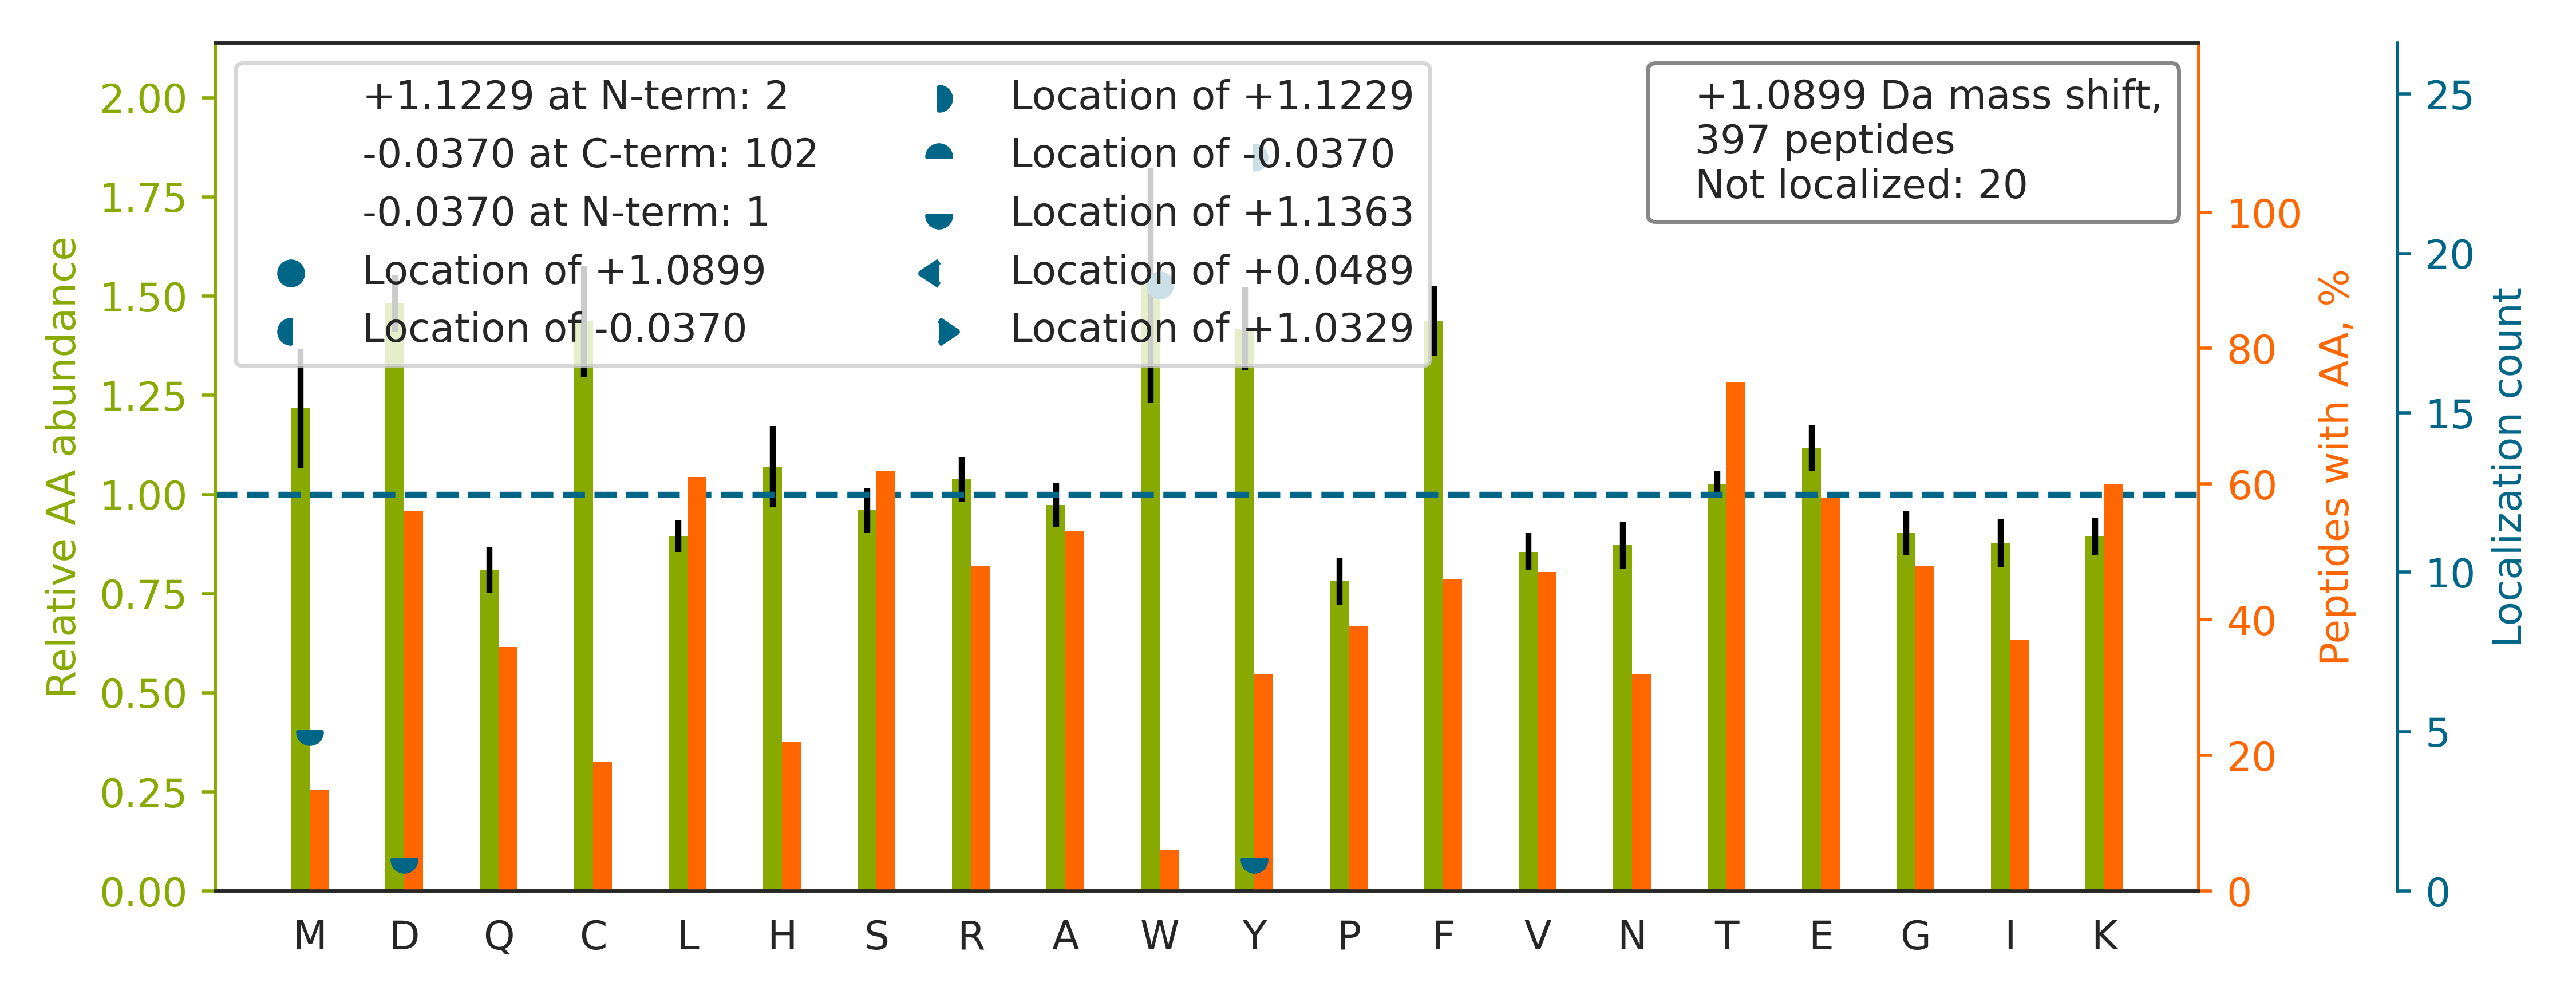 +1.1229 at N-term: 2
-0.0370 at C-term: 102
-0.0370 at N-term: 1
Location of +1.0899
Location of -0.0370
Location of +1.1229
Location of -0.0370
Location of +1.1363
Location of +0.0489
Location of +1.0329
+1.0899 Da mass shift,
397 peptides
Not localized: 20
Relative AA abundance
2.00
1.75
1.50
1.25
1.00
0.75
0.50
0.25
0.00
100
80
60
40
20
0
Peptides with AA, %
25
20
15
10
5
0
Localization count
M D Q C L H S R A W Y P F V N T E G I K